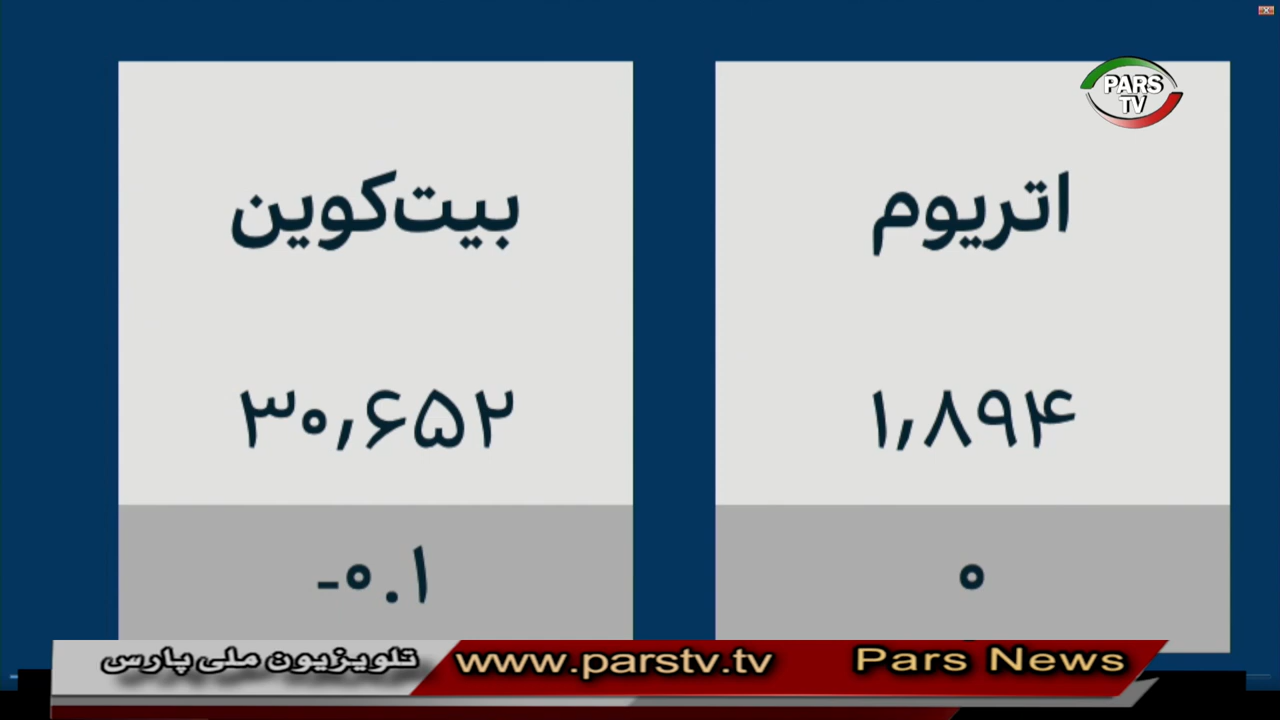 PARS
TV
اتریوم
۱,۸۹۴
۰
بیت‌کوین
۳۰,۶۵۲
-۰.۱
تلویزیون ملی پارس
www.parstv.tv
Pars News